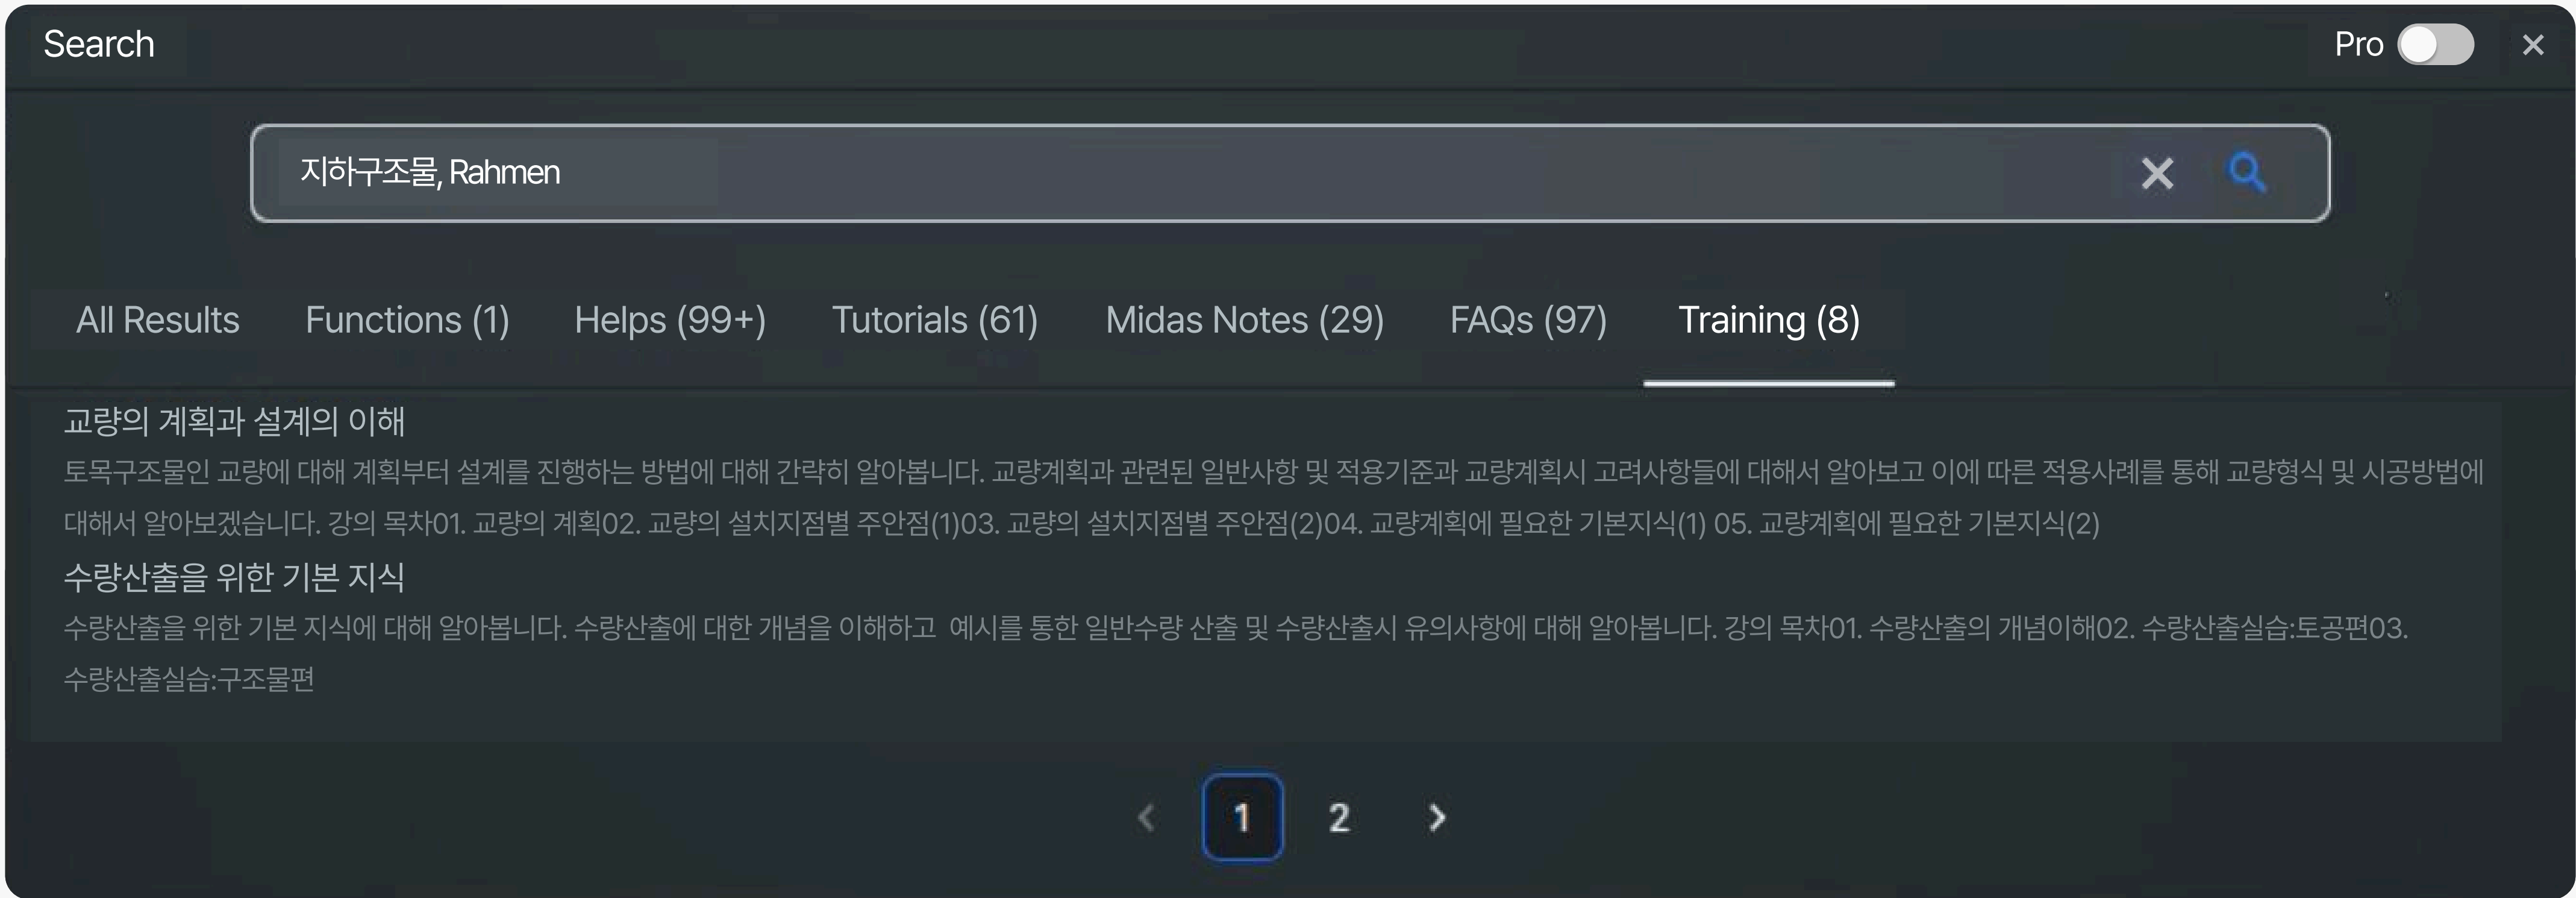 Search
Pro
지하구조물, Rahmen
All Results Functions (1) Helps (99+) Tutorials (61) Midas Notes (29) FAQs (97) Training (8)
교량의 계획과 설계의 이해
토목구조물인 교량에 대해 계획부터 설계를 진행하는 방법에 대해 간략히 알아봅니다. 교량계획과 관련된 일반사항 및 적용기준과 교량계획시 고려사항들에 대해서 알아보고 이에 따른 적용사례를 통해 교량형식 및 시공방법에
대해서 알아보겠습니다. 강의 목차01. 교량의 계획02. 교량의 설치지점별 주안점(1)03. 교량의 설치지점별 주안점(2)04. 교량계획에 필요한 기본지식(1) 05. 교량계획에 필요한 기본지식(2)
수량산출을 위한 기본 지식
수량산출을 위한 기본 지식에 대해 알아봅니다. 수량산출에 대한 개념을 이해하고 예시를 통한 일반수량 산출 및 수량산출시 유의사항에 대해 알아봅니다. 강의 목차01. 수량산출의 개념이해02. 수량산출실습:토공편03.
수량산출실습:구조물편
1 2